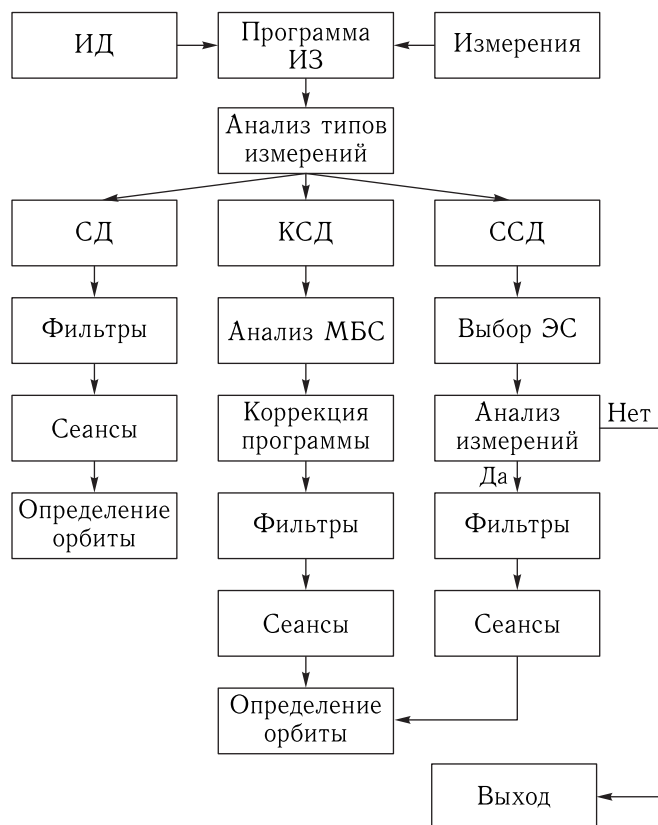 ИД
Программа
ИЗ
Измерения
Анализ типов
измерений
СД
КСД
ССД
Фильтры
Анализ МБС
Выбор ЭС
Сеансы
Коррекция
программы
Анализ
измерений
Нет
Да
Определение
орбиты
Фильтры
Фильтры
Сеансы
Сеансы
Определение
орбиты
Выход